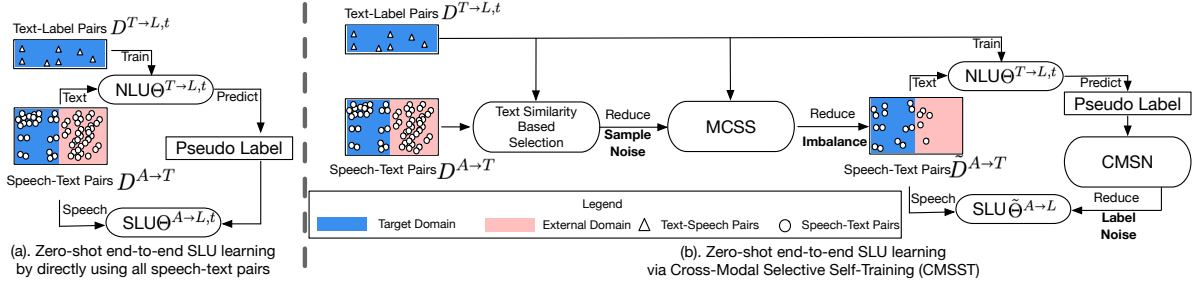 Text-Label Pairs D^{T→L,t}
Train
NLUΘ^{T→L,t}
Text
Predict
Pseudo Label
Speech-Text Pairs D^{A→T}
Speech
SLUΘ^{A→L,t}
(a). Zero-shot end-to-end SLU learning
by directly using all speech-text pairs
Text-Label Pairs D^{T→L,t}
Train
NLUΘ^{T→L,t}
Text
Predict
Pseudo Label
Text Similarity
Based
Selection
Reduce
Sample
Noise
MCSS
Reduce
Imbalance
CMSN
Speech-Text Pairs D^{A→T}
Speech-Text Pairs D̃^{A→T}
Speech
SLU Θ̃^{A→L}
Reduce
Label
Noise
Legend
Target Domain
External Domain
Text-Speech Pairs
Speech-Text Pairs
(b). Zero-shot end-to-end SLU learning
via Cross-Modal Selective Self-Training (CMSST)